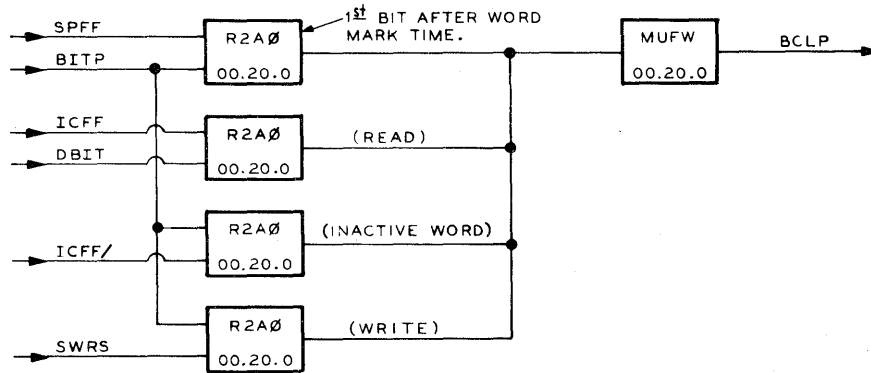 SPFF
BITP
R2AØ
00.20.0
1st BIT AFTER WORD
MARK TIME.
MUFW
00.20.0
BCLP
ICFF
DBIT
R2AØ
00.20.0
(READ)
ICFF/
R2AØ
00.20.0
(INACTIVE WORD)
SWRS
R2AØ
00.20.0
(WRITE)